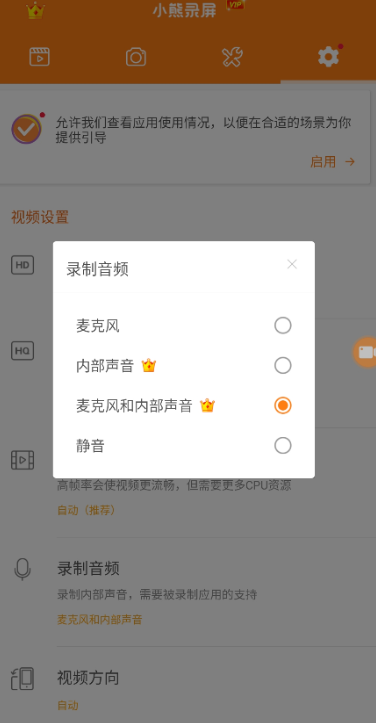 小熊录屏
VIP
允许我们查看应用使用情况，以便在合适的场景为你
提供引导
启用 →
视频设置
HD
录制音频
麦克风
HQ
内部声音
麦克风和内部声音
静音
高帧率会使视频更流畅，但需要更多CPU资源
自动（推荐）
录制音频
录制内部声音，需要被录制应用的支持
麦克风和内部声音
视频方向
自动